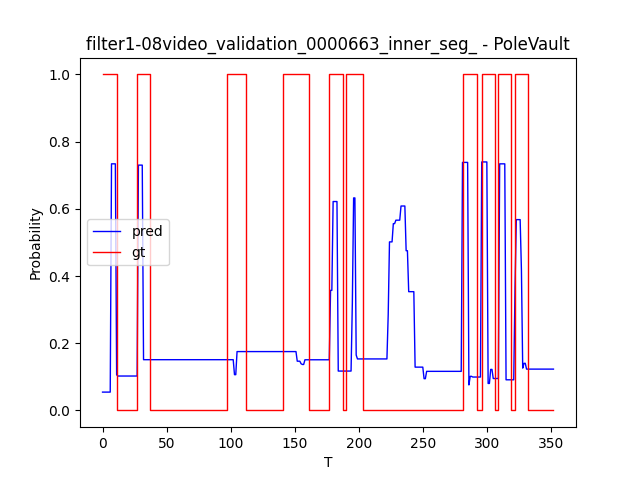 filter1-08video_validation_0000663_inner_seg_ - PoleVault
1.0
0.8
0.6
0.4
0.2
0.0
Probability
pred
gt
0 50 100 150 200 250 300 350
T